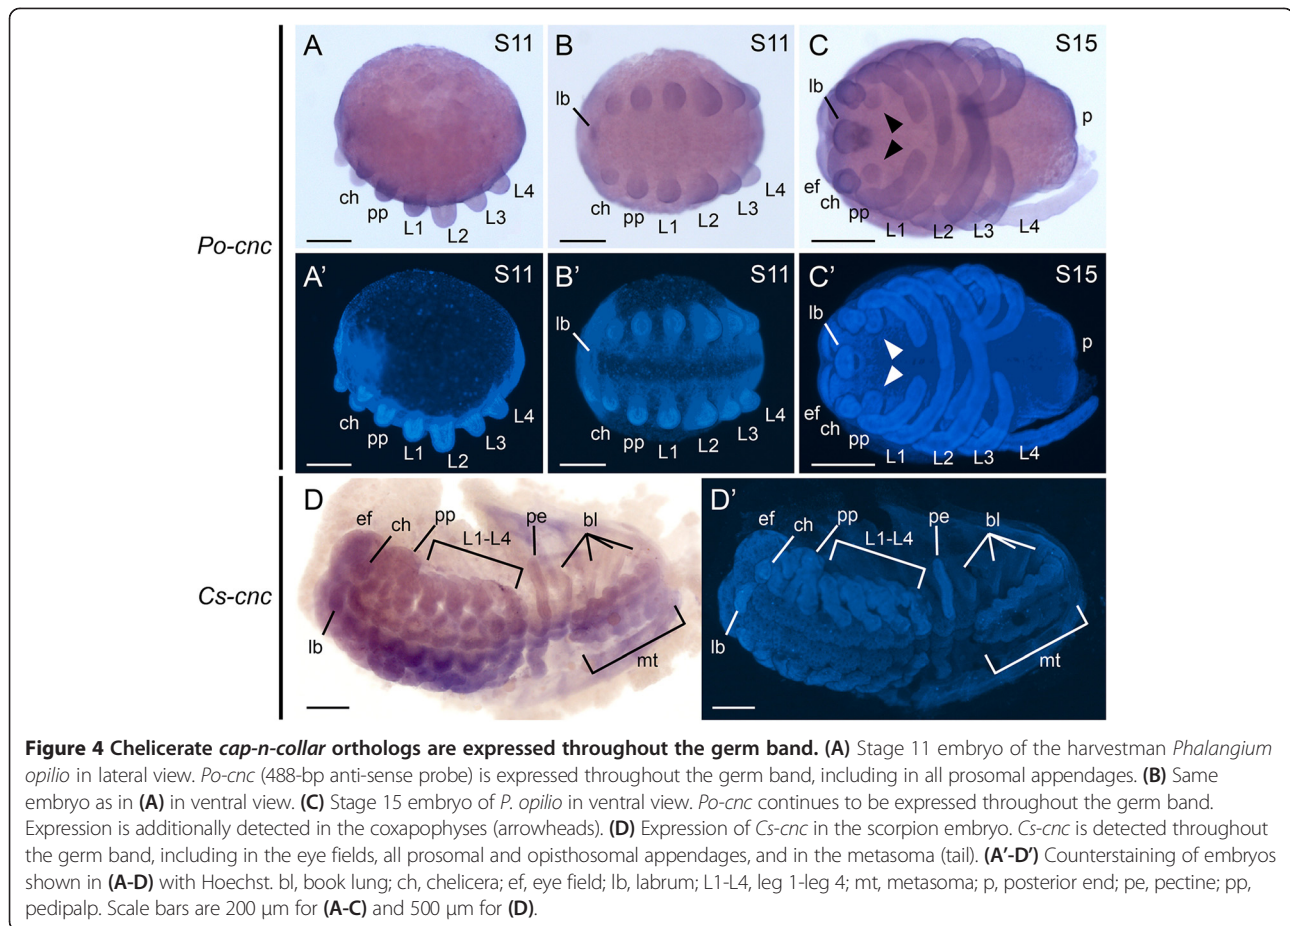 A S11 B S11 C S15
lb lb p
ch pp L1 L2 L3 L4 ch pp L1 L2 L3 L4 ef ch pp L1 L2 L3 L4
Po-cnc
A' S11 B' S11 C' S15
lb lb p
ch pp L1 L2 L3 L4 ch pp L1 L2 L3 L4 ef ch pp L1 L2 L3 L4
D ef ch pp L1-L4 pe bl D' ef ch pp L1-L4 pe bl
Cs-cnc
lb mt lb mt
Figure 4 Chelicerate cap-n-collar orthologs are expressed throughout the germ band. (A) Stage 11 embryo of the harvestman Phalangium
opilio in lateral view. Po-cnc (488-bp anti-sense probe) is expressed throughout the germ band, including in all prosomal appendages. (B) Same
embryo as in (A) in ventral view. (C) Stage 15 embryo of P. opilio in ventral view. Po-cnc continues to be expressed throughout the germ band.
Expression is additionally detected in the coxapophyses (arrowheads). (D) Expression of Cs-cnc in the scorpion embryo. Cs-cnc is detected throughout
the germ band, including in the eye fields, all prosomal and opisthosomal appendages, and in the metasoma (tail). (A'-D') Counterstaining of embryos
shown in (A-D) with Hoechst. bl, book lung; ch, chelicera; ef, eye field; lb, labrum; L1-L4, leg 1-leg 4; mt, metasoma; p, posterior end; pe, pectine; pp,
pedipalp. Scale bars are 200 μm for (A-C) and 500 μm for (D).